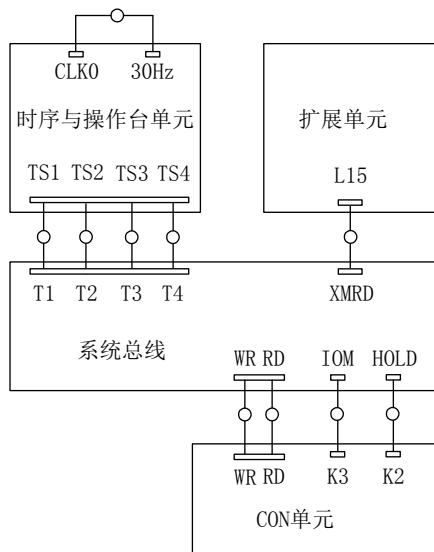 CLK0 30Hz
时序与操作台单元
扩展单元
TS1 TS2 TS3 TS4
L15
T1 T2 T3 T4
XMRD
系统总线
WR RD IOM HOLD
WR RD K3 K2
CON单元